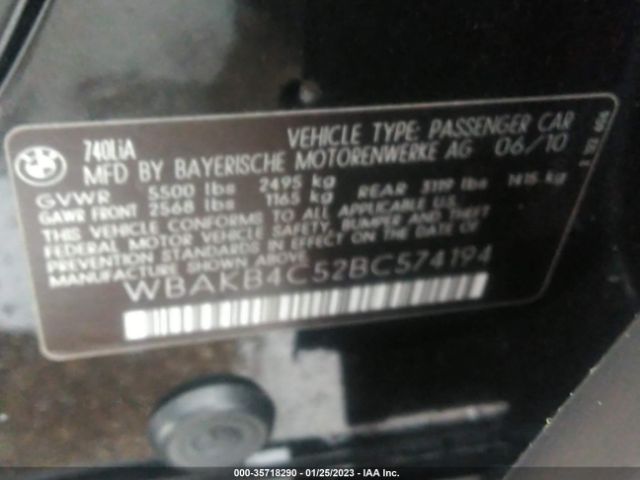 BMW
740LiA
VEHICLE TYPE: PASSENGER CAR
MFD BY BAYERISCHE MOTORENWERKE AG 06/10
GVWR 5500 lbs 2495 kg
GAWR FRONT 2568 lbs 1165 kg REAR 3119 lbs 1415 kg
THIS VEHICLE CONFORMS TO ALL APPLICABLE U.S.
FEDERAL MOTOR VEHICLE SAFETY, BUMPER, AND THEFT
PREVENTION STANDARDS IN EFFECT ON THE DATE OF
MANUFACTURE SHOWN ABOVE.
WBAKB4C52BC574194
000-35718290 - 01/25/2023 - IAA Inc.